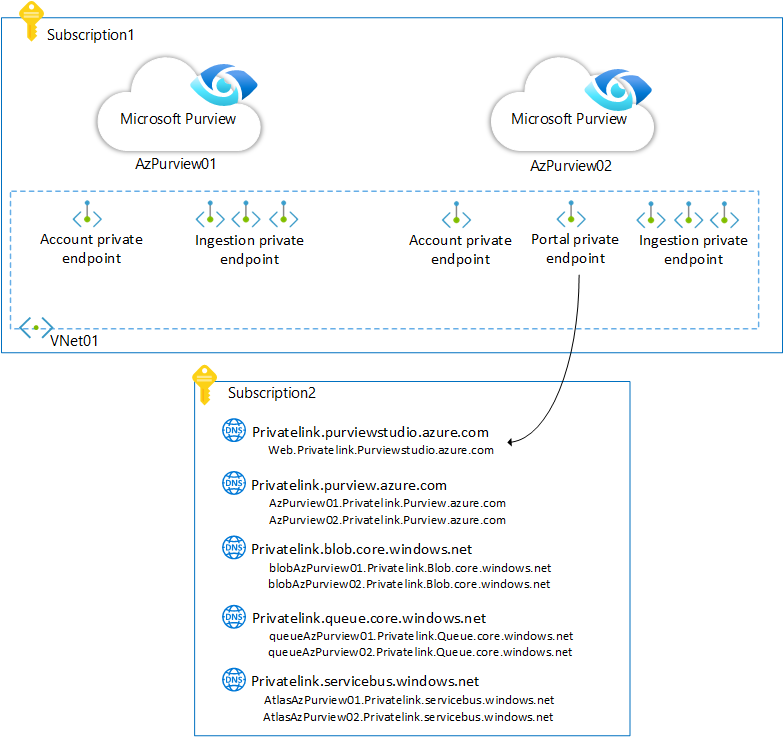 Subscription1
Microsoft Purview
AzPurview01
Microsoft Purview
AzPurview02
Account private
endpoint
Ingestion private
endpoint
Account private
endpoint
Portal private
endpoint
Ingestion private
endpoint
VNet01
Subscription2
DNS
Privatelink.purviewstudio.azure.com
Web.Privatelink.Purviewstudio.azure.com
DNS
Privatelink.purview.azure.com
AzPurview01.Privatelink.Purview.azure.com
AzPurview02.Privatelink.Purview.azure.com
DNS
Privatelink.blob.core.windows.net
blobAzPurview01.Privatelink.Blob.core.windows.net
blobAzPurview02.Privatelink.Blob.core.windows.net
DNS
Privatelink.queue.core.windows.net
queueAzPurview01.Privatelink.Queue.core.windows.net
queueAzPurview02.Privatelink.Queue.core.windows.net
DNS
Privatelink.servicebus.windows.net
AtlasAzPurview01.Privatelink.servicebus.windows.net
AtlasAzPurview02.Privatelink.servicebus.windows.net